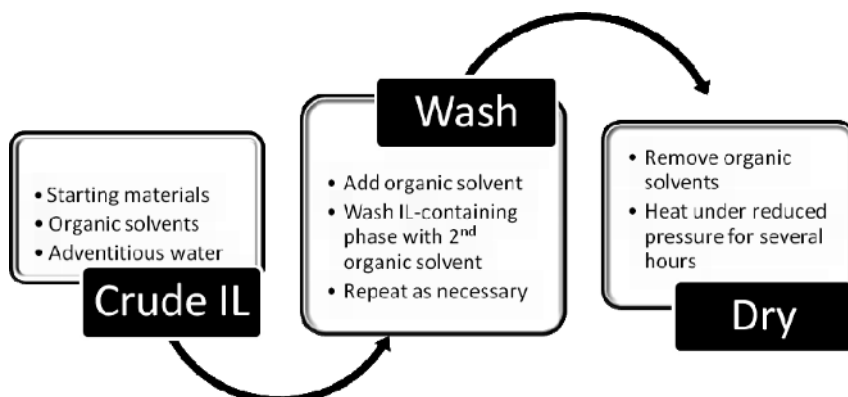 • Starting materials
• Organic solvents
• Adventitious water
Crude IL
Wash
• Add organic solvent
• Wash IL-containing
phase with 2nd
organic solvent
• Repeat as necessary
• Remove organic
solvents
• Heat under reduced
pressure for several
hours
Dry